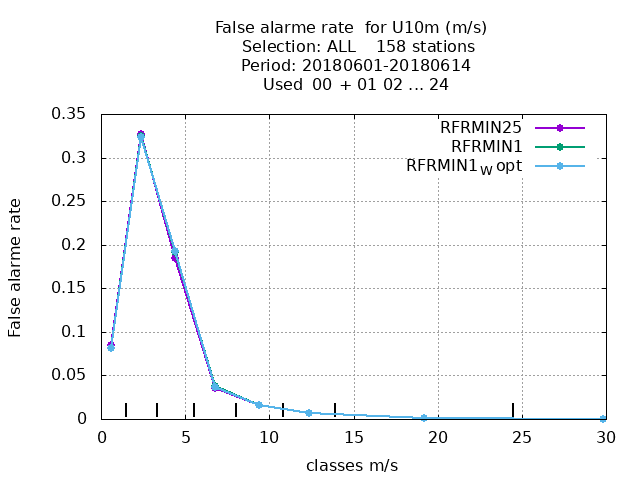 False alarme rate  for U10m (m/s)
Selection: ALL    158 stations
Period: 20180601-20180614
Used  00 + 01 02 ... 24
RFRMIN25
RFRMIN1
RFRMIN1w opt
0.35
0.3
0.25
0.2
0.15
0.1
0.05
0
False alarme rate
0 5 10 15 20 25 30
classes m/s